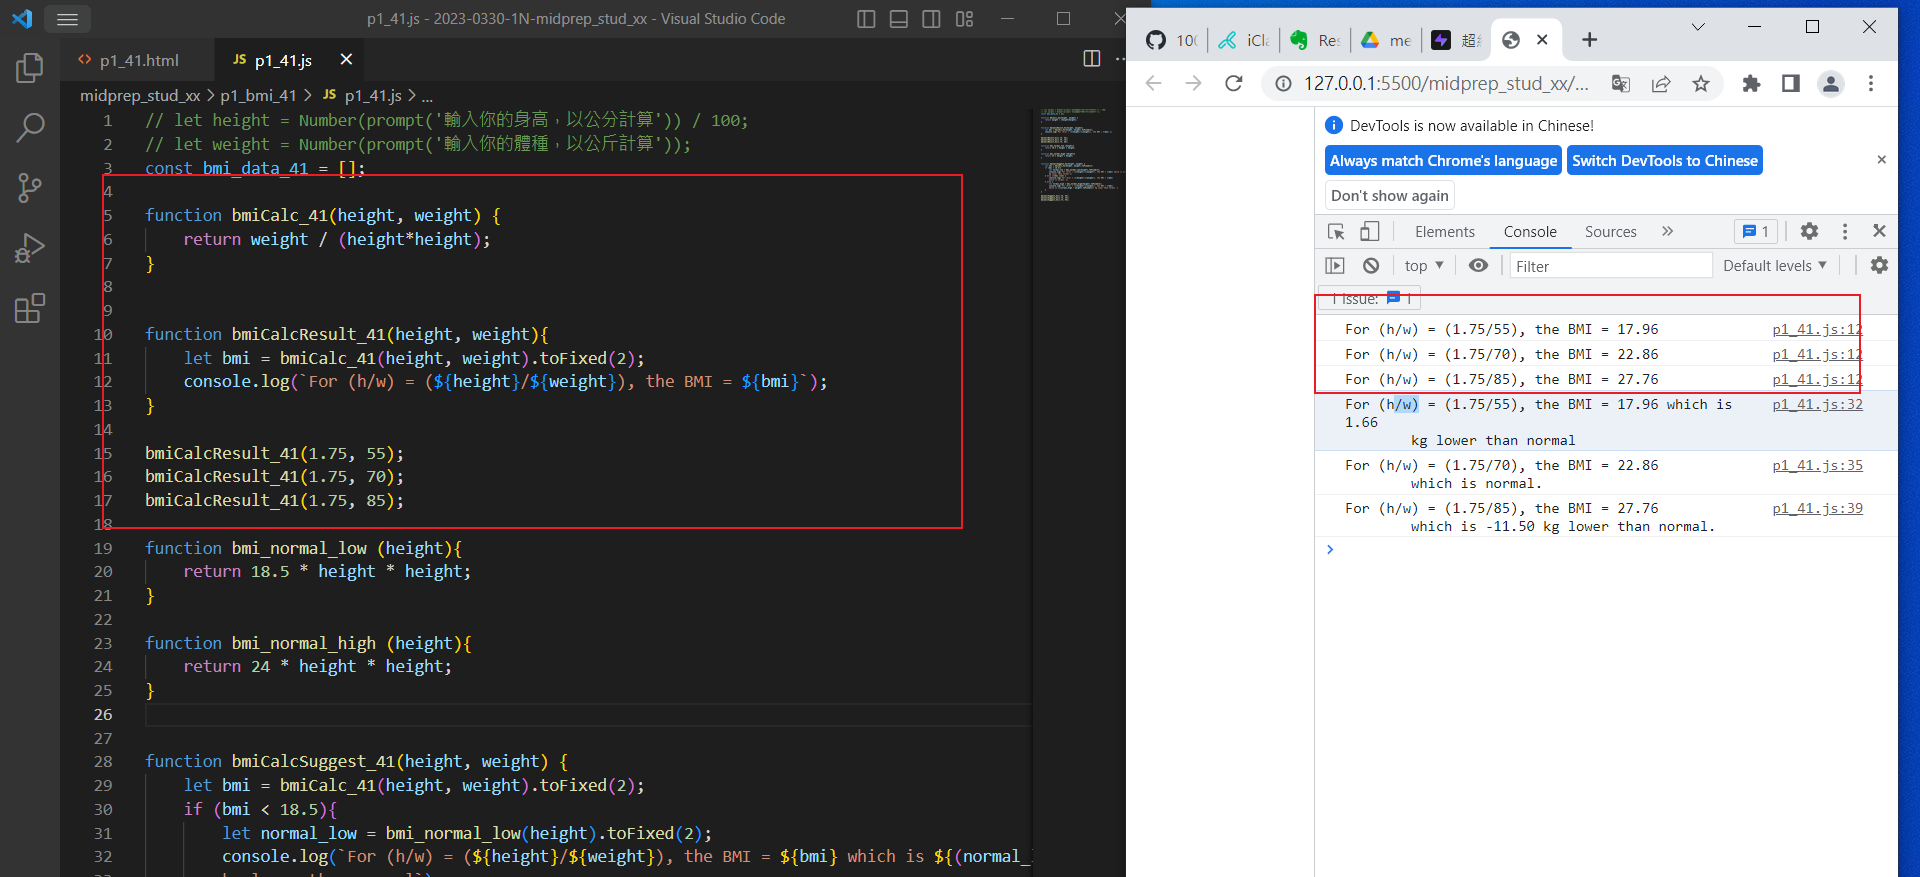 p1_41.js - 2023-0330-1N-midprep_stud_xx - Visual Studio Code
p1_41.html
JS p1_41.js
midprep_stud_xx > p1_bmi_41 > JS p1_41.js > ...
1 // let height = Number(prompt('輸入你的身高，以公分計算')) / 100;
2 // let weight = Number(prompt('輸入你的體種，以公斤計算'));
3 const bmi_data_41 = [];
4
5 function bmiCalc_41(height, weight) {
6 return weight / (height*height);
7 }
8
9
10 function bmiCalcResult_41(height, weight){
11 let bmi = bmiCalc_41(height, weight).toFixed(2);
12 console.log(`For (h/w) = (${height}/${weight}), the BMI = ${bmi}`);
13 }
14
15 bmiCalcResult_41(1.75, 55);
16 bmiCalcResult_41(1.75, 70);
17 bmiCalcResult_41(1.75, 85);
18
19 function bmi_normal_low (height){
20 return 18.5 * height * height;
21 }
22
23 function bmi_normal_high (height){
24 return 24 * height * height;
25 }
26
27
28 function bmiCalcSuggest_41(height, weight) {
29 let bmi = bmiCalc_41(height, weight).toFixed(2);
30 if (bmi < 18.5){
31 let normal_low = bmi_normal_low(height).toFixed(2);
32 console.log(`For (h/w) = (${height}/${weight}), the BMI = ${bmi} which is ${(normal_
10(
iCl
Res
me
超
127.0.0.1:5500/midprep_stud_xx/...
DevTools is now available in Chinese!
Always match Chrome's language
Switch DevTools to Chinese
Don't show again
Elements Console Sources » 1
top Filter Default levels
1 Issue: 1
For (h/w) = (1.75/55), the BMI = 17.96 p1_41.js:12
For (h/w) = (1.75/70), the BMI = 22.86 p1_41.js:12
For (h/w) = (1.75/85), the BMI = 27.76 p1_41.js:12
For (h/w) = (1.75/55), the BMI = 17.96 which is p1_41.js:32
1.66
kg lower than normal
For (h/w) = (1.75/70), the BMI = 22.86 p1_41.js:35
which is normal.
For (h/w) = (1.75/85), the BMI = 27.76 p1_41.js:39
which is -11.50 kg lower than normal.